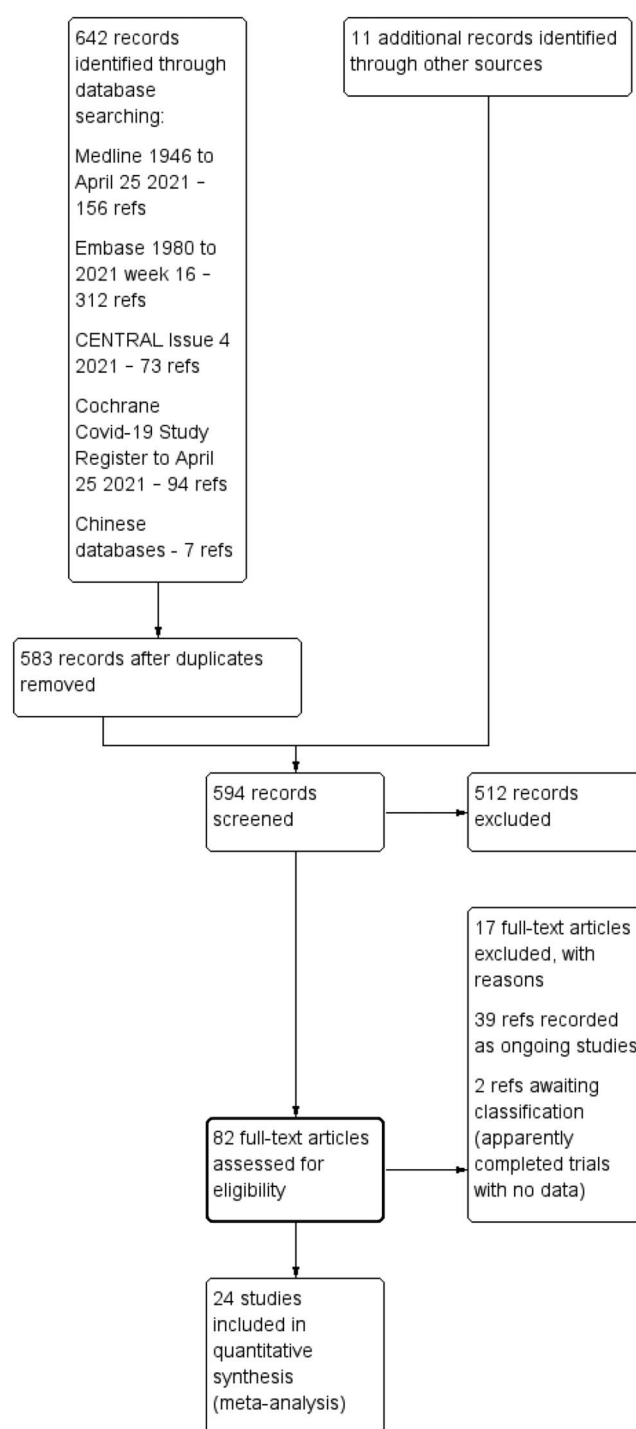 642 records
identified through
database
searching:
Medline 1946 to
April 25 2021 –
156 refs
Embase 1980 to
2021 week 16 –
312 refs
CENTRAL Issue 4
2021 – 73 refs
Cochrane
Covid-19 Study
Register to April
25 2021 – 94 refs
Chinese
databases - 7 refs
11 additional records identified
through other sources
583 records after duplicates
removed
594 records
screened
512 records
excluded
17 full-text articles
excluded, with
reasons
39 refs recorded
as ongoing studies
2 refs awaiting
classification
(apparently
completed trials
with no data)
82 full-text articles
assessed for
eligibility
24 studies
included in
quantitative
synthesis
(meta-analysis)